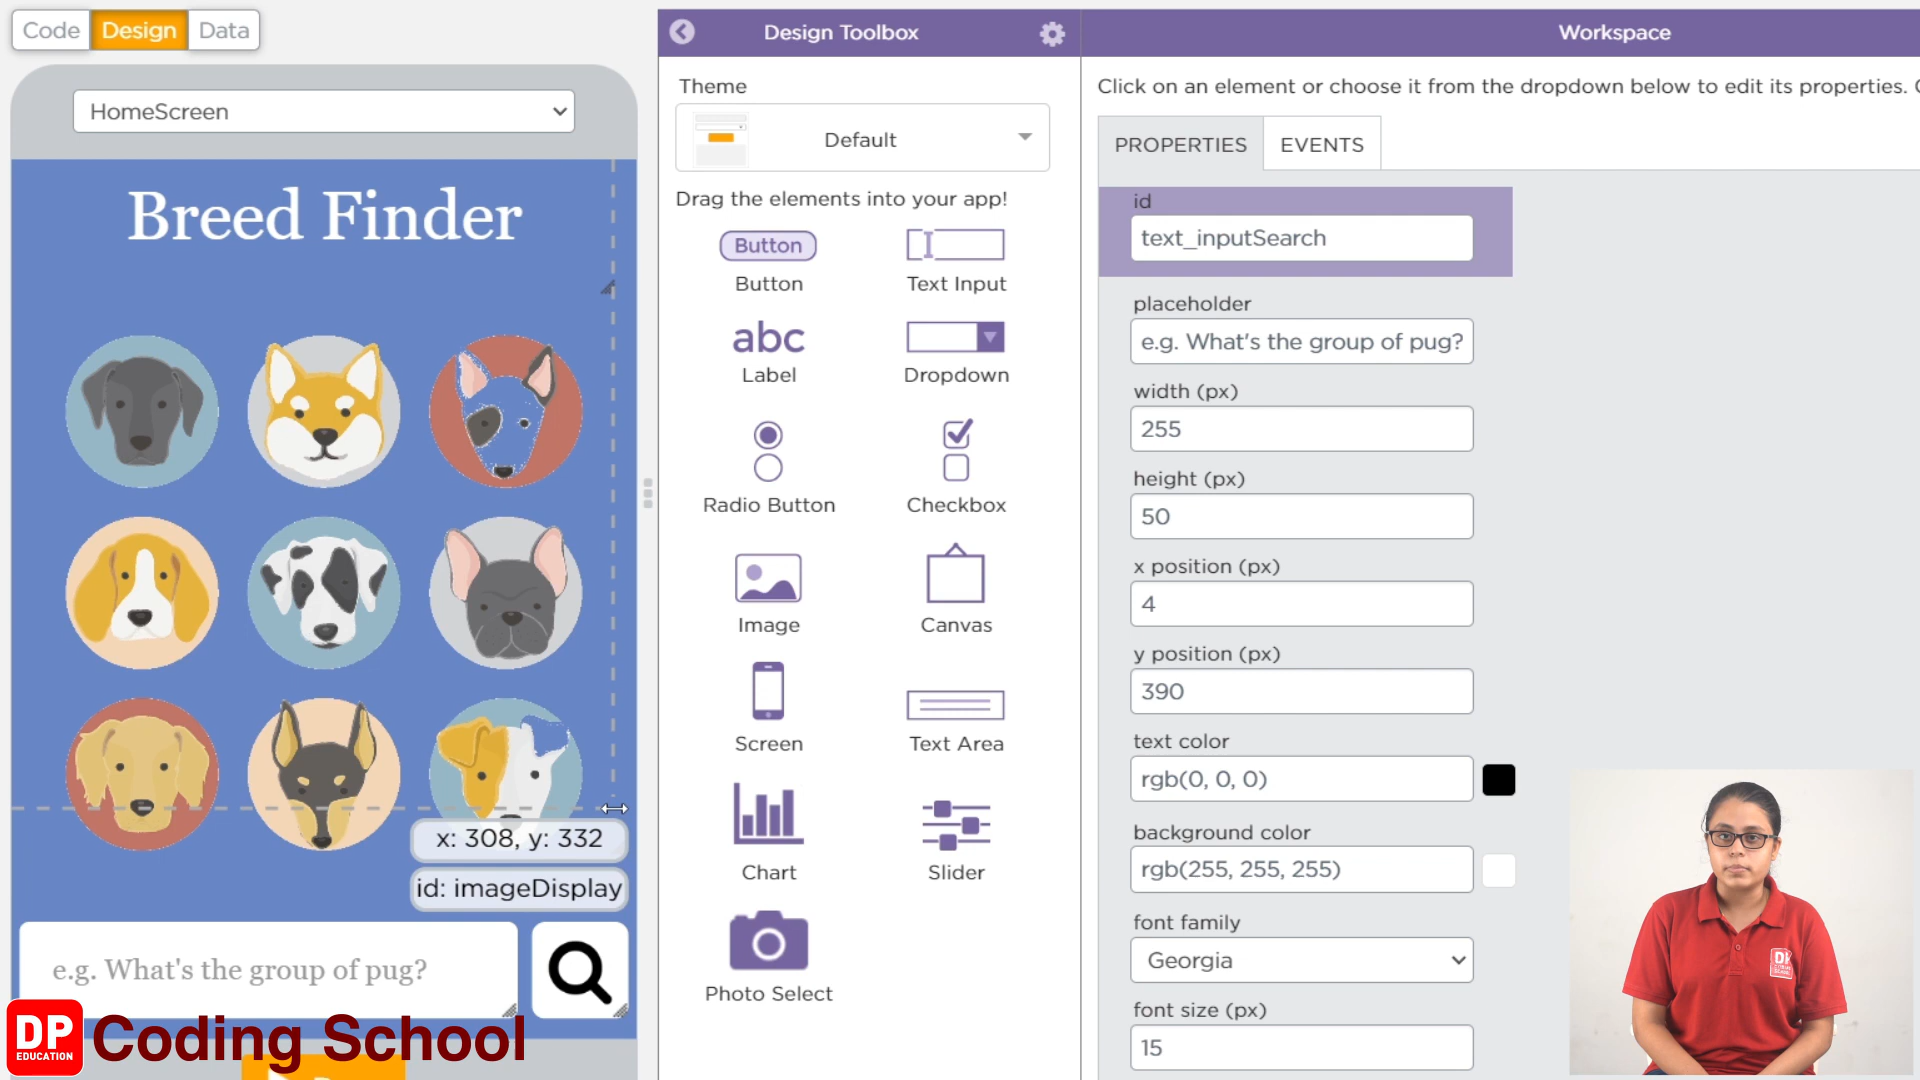 Code Design Data
HomeScreen
Breed Finder
x: 308, y: 332
id: imageDisplay
e.g. What's the group of pug?
DP
EDUCATION
Coding School
Design Toolbox
Theme
Default
Drag the elements into your app!
Button
Button
Text Input
abc
Label
Dropdown
Radio Button
Checkbox
Image
Canvas
Screen
Text Area
Chart
Slider
Photo Select
Workspace
Click on an element or choose it from the dropdown below to edit its properties.
PROPERTIES EVENTS
id
text_inputSearch
placeholder
e.g. What's the group of pug?
width (px)
255
height (px)
50
x position (px)
4
y position (px)
390
text color
rgb(0, 0, 0)
background color
rgb(255, 255, 255)
font family
Georgia
font size (px)
15